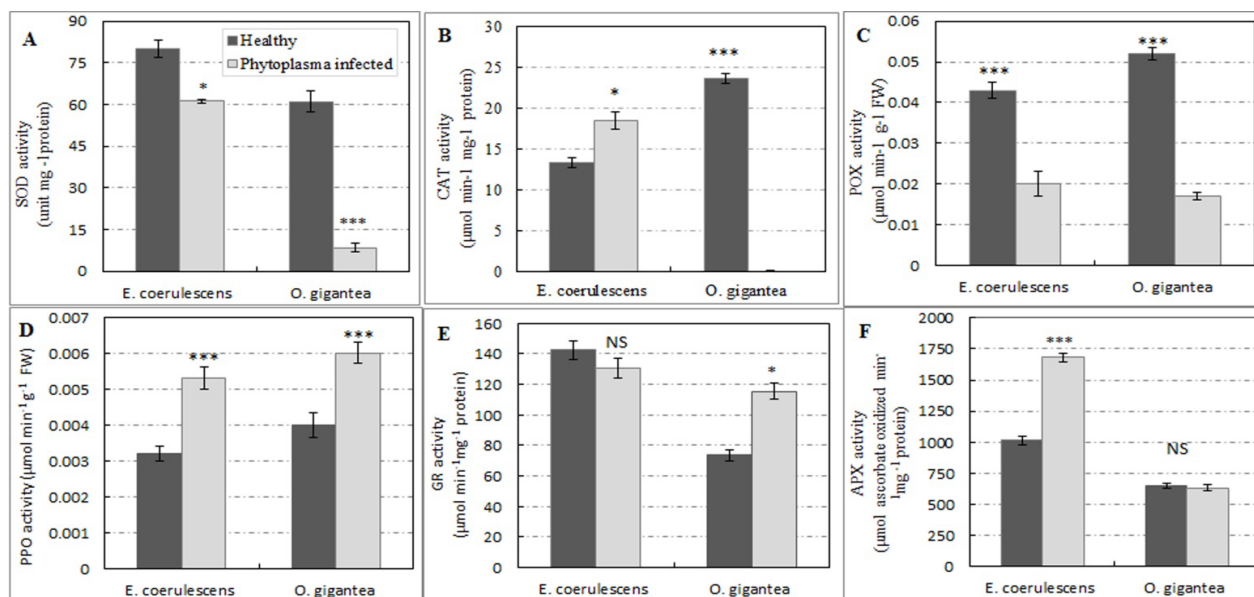 A
SOD activity
(unit mg -1protein)
90
75
60
45
30
15
0
Healthy
Phytoplasma infected
*
***
E. coerulescens
O. gigantea
B
CAT activity
(µmol min-1 mg-1 protein)
30
25
20
15
10
5
0
*
***
E. coerulescens
O. gigantea
C
POX activity
(µmol min-1 g-1 FW)
0.06
0.05
0.04
0.03
0.02
0.01
0
***
***
E. coerulescens
O. gigantea
D
PPO activity (µmol min⁻¹ g⁻¹ FW)
0.007
0.006
0.005
0.004
0.003
0.002
0.001
0.000
***
***
E. coerulescens
O. gigantea
E
GR activity
(µmol min⁻¹mg⁻¹ protein)
160
140
120
100
80
60
40
20
0
NS
*
E. coerulescens
O. gigantea
F
APX activity
(µmol ascorbate oxidized min⁻
¹mg⁻¹ protein)
2000
1750
1500
1250
1000
750
500
250
0
***
NS
E. coerulescens
O. gigantea